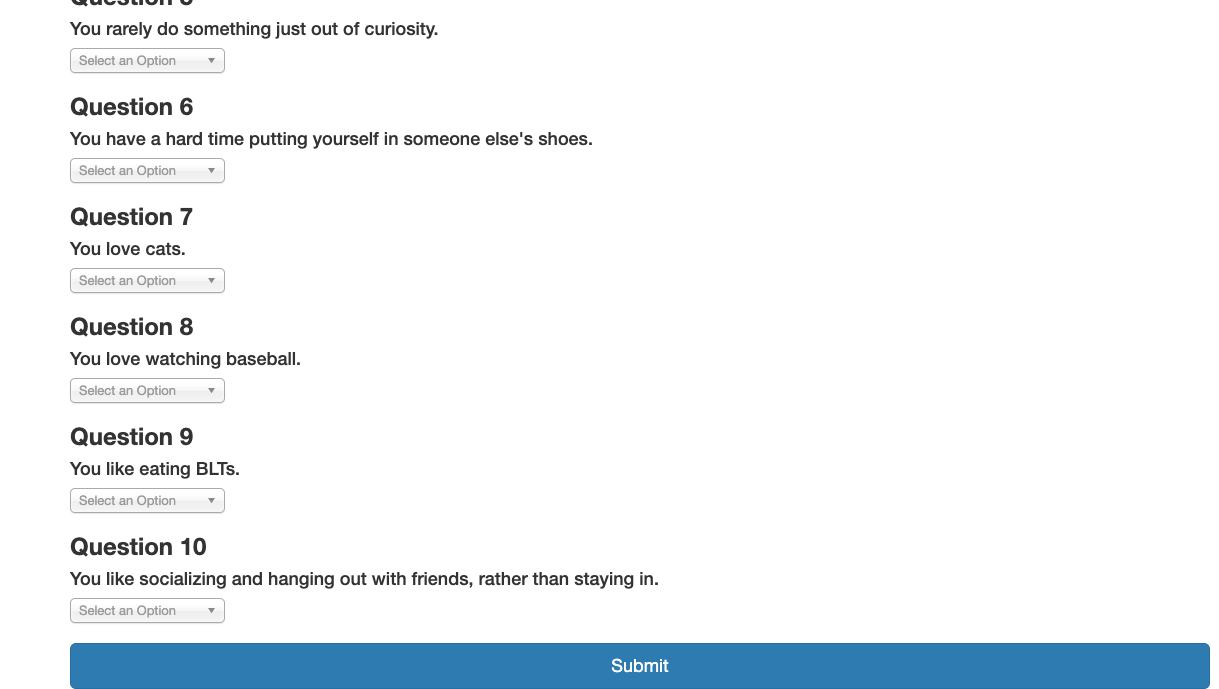 Question 5
You rarely do something just out of curiosity.
Select an Option
Question 6
You have a hard time putting yourself in someone else's shoes.
Select an Option
Question 7
You love cats.
Select an Option
Question 8
You love watching baseball.
Select an Option
Question 9
You like eating BLTs.
Select an Option
Question 10
You like socializing and hanging out with friends, rather than staying in.
Select an Option
Submit